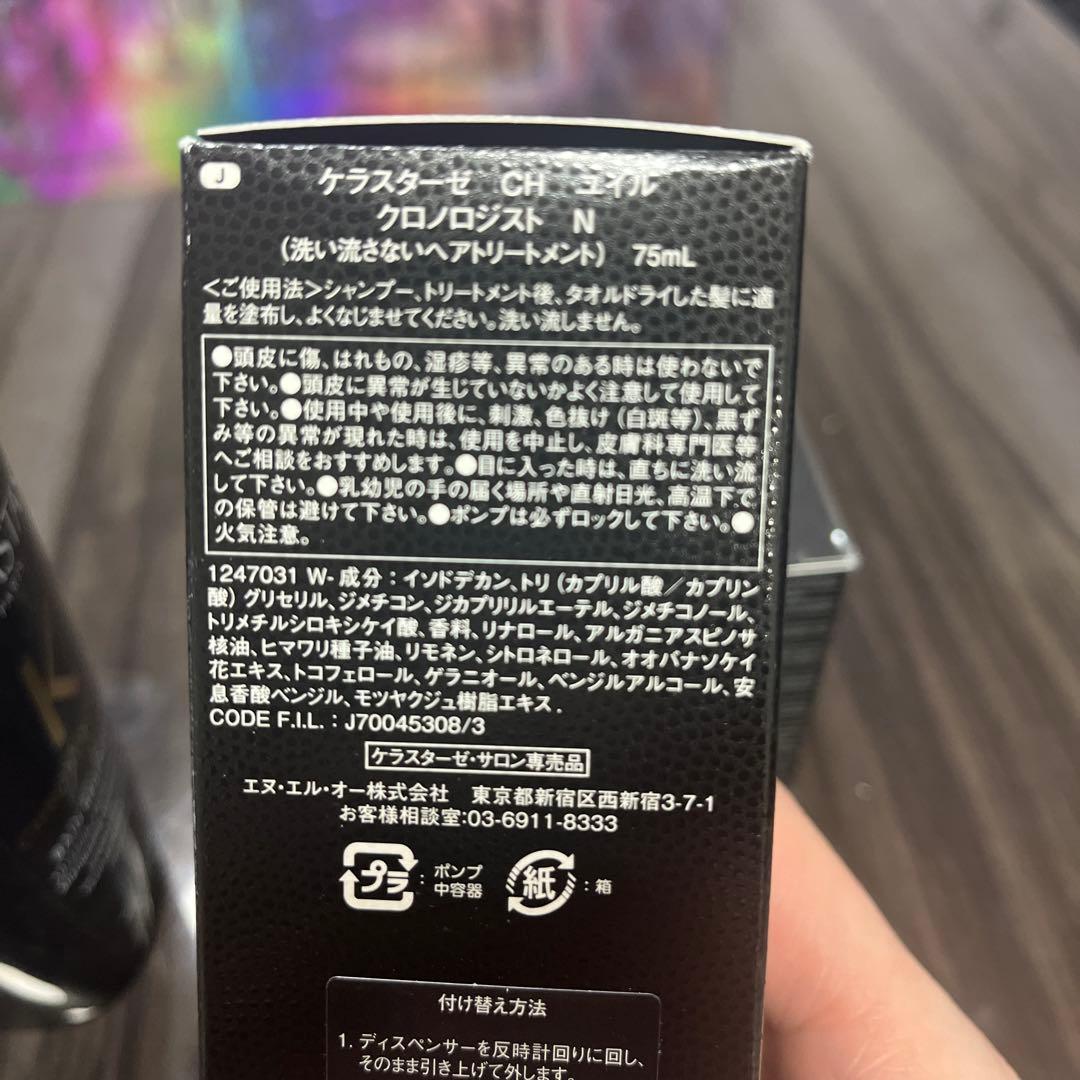 J
ケラスターゼ CH ユイル
クロノロジスト N
（洗い流さないヘアトリートメント） 75mL
＜ご使用法＞シャンプー、トリートメント後、タオルドライした髪に適
量を塗布し、よくなじませてください。洗い流しません。
●頭皮に傷、はれもの、湿疹等、異常のある時は使わないで
下さい。●頭皮に異常が生じていないかよく注意して使用して
下さい。●使用中や使用後に、刺激、色抜け（白斑等）、黒ず
み等の異常が現れた時は、使用を中止し、皮膚科専門医等
へご相談をおすすめします。●目に入った時は、直ちに洗い流
して下さい。●乳幼児の手の届く場所や直射日光、高温下で
の保管は避けて下さい。●ポンプは必ずロックして下さい。●
火気注意。
1247031 W- 成分：イソドデカン、トリ（カプリル酸／カプリン
酸）グリセリル、ジメチコン、ジカプリリルエーテル、ジメチコノール、
トリメチルシロキシケイ酸、香料、リナロール、アルガニアスピノサ
核油、ヒマワリ種子油、リモネン、シトロネロール、オオバナソケイ
花エキス、トコフェロール、ゲラニオール、ベンジルアルコール、安
息香酸ベンジル、モツヤクジュ樹脂エキス .
CODE F.I.L. : J70045308/3
ケラスターゼ・サロン専売品
エヌ・エル・オー株式会社 東京都新宿区西新宿3-7-1
お客様相談室:03-6911-8333
プラ : ポンプ
中容器
紙 : 箱
付け替え方法
1. ディスペンサーを反時計回りに回し、
そのまま引き上げて外します。
K